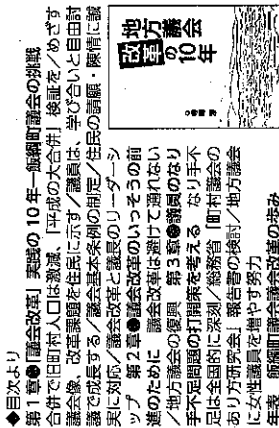 ◆目次より
第1章●「議会改革」実践の10年―飯綱町議会の挑戦
合併で旧町村人口は激減、「平成の大合併」検証を/めざす
議会像、改革課題を住民に示す/議員は、学び合いと自由討
議で成長する/議会基本条例の制定/住民の請願・陳情に誠
実に対応/議会改革と議長のリーダーシ
ップ 第2章●議会改革のいっそうの前
進のために 議会改革は避けて通れない
/地方議会の復興 第3章●議員のなり
手不足問題の打開策を考える なり手不
足は全国的に深刻/総務省「町村議会の
あり方研究会」報告書の検討/地方議会
に女性議員を増やす努力
年表 飯綱町議会改革の歩み
地方議会
改革の
10年